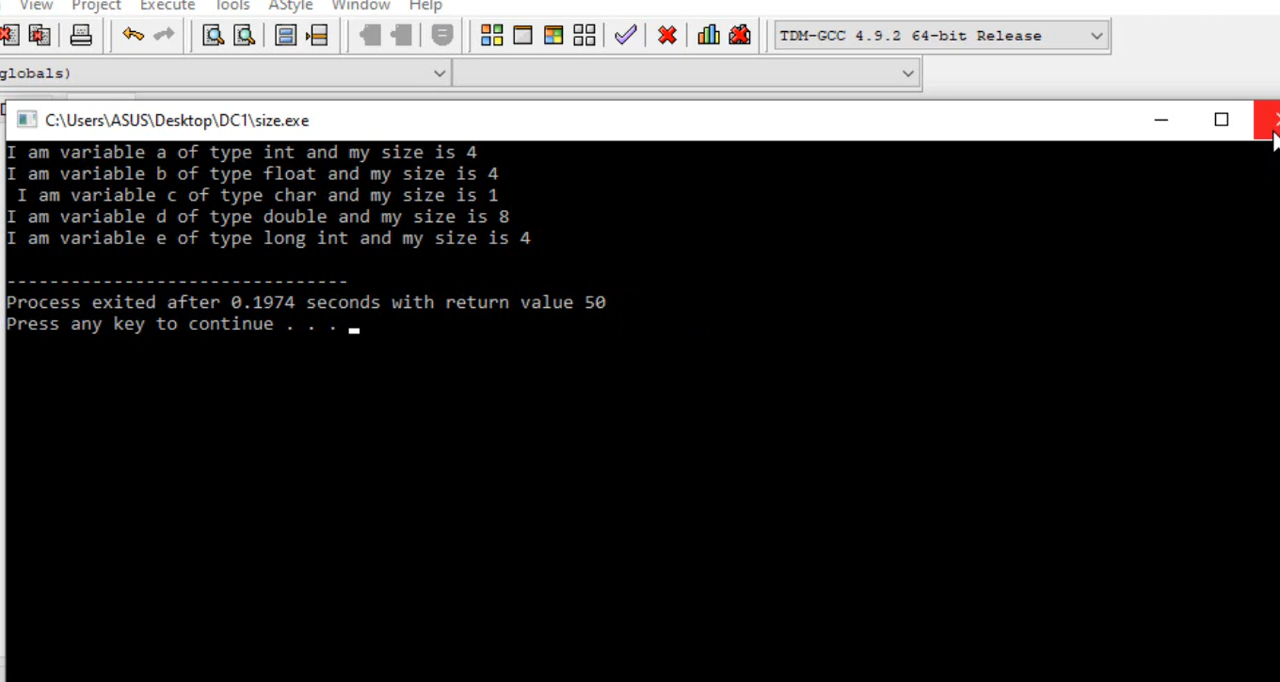 View Project Execute Tools AStyle Window Help
TDM-GCC 4.9.2 64-bit Release
globals)
C:\Users\ASUS\Desktop\DC1\size.exe
I am variable a of type int and my size is 4
I am variable b of type float and my size is 4
 I am variable c of type char and my size is 1
I am variable d of type double and my size is 8
I am variable e of type long int and my size is 4
--------------------------------
Process exited after 0.1974 seconds with return value 50
Press any key to continue . . .